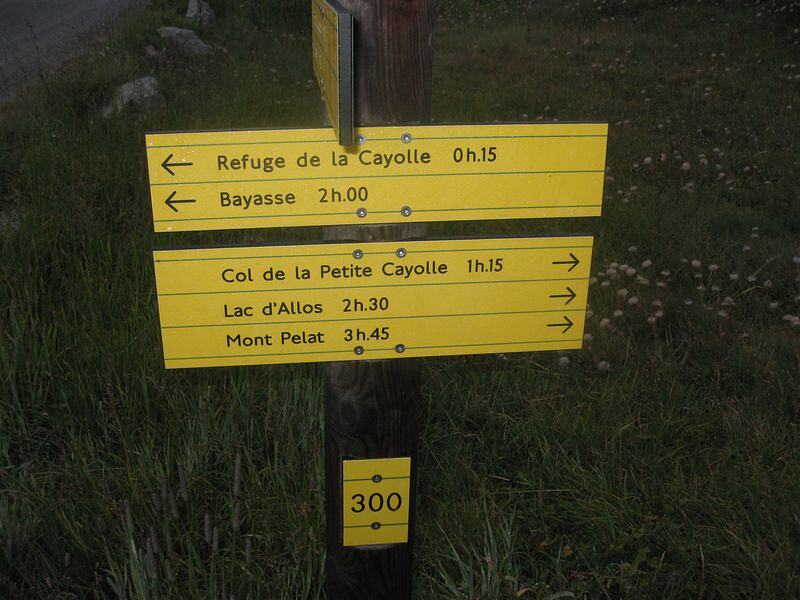 ← Refuge de la Cayolle 0h.15
← Bayasse 2h.00
Col de la Petite Cayolle 1h.15 →
Lac d'Allos 2h.30 →
Mont Pelat 3h.45 →
300